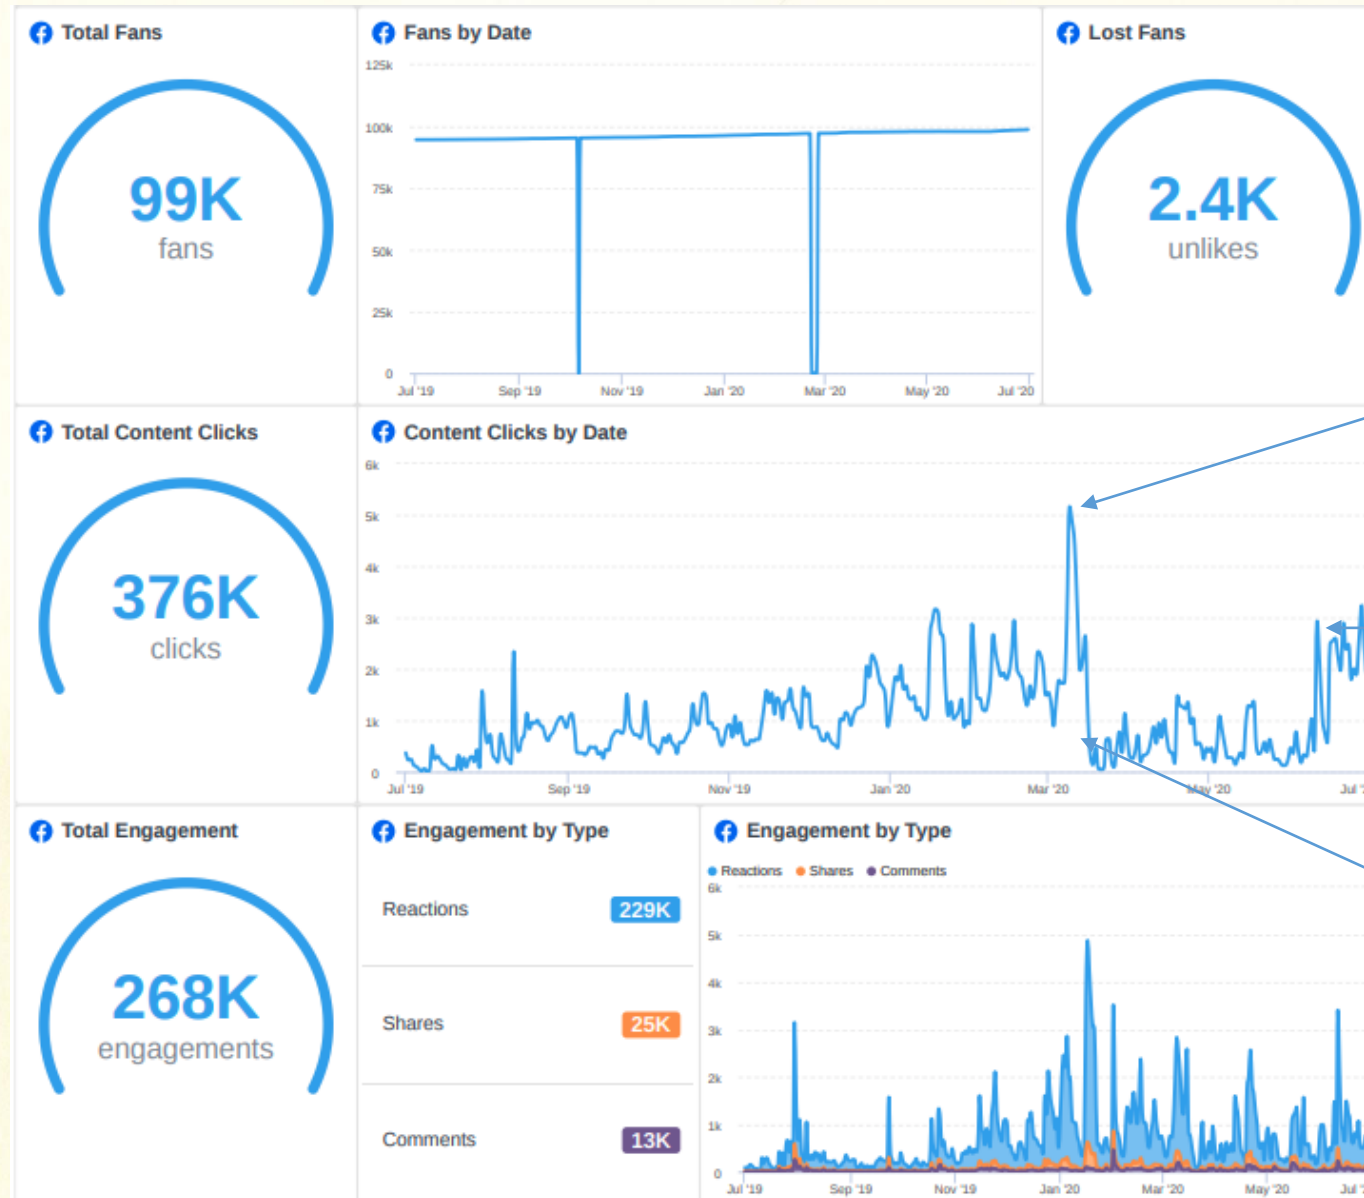 Total Fans
99K
fans
Fans by Date
125k
100k
75k
50k
25k
0
Jul '19 Sep '19 Nov '19 Jan '20 Mar '20 May '20 Jul '20
Lost Fans
2.4K
unlikes
Total Content Clicks
376K
clicks
Content Clicks by Date
6k
5k
4k
3k
2k
1k
0
Jul '19 Sep '19 Nov '19 Jan '20 Mar '20 May '20 Jul '
Total Engagement
268K
engagements
Engagement by Type
Reactions 229K
Shares 25K
Comments 13K
Engagement by Type
Reactions Shares Comments
6k
5k
4k
3k
2k
1k
0
Jul '19 Sep '19 Nov '19 Jan '20 Mar '20 May '20 Jul '